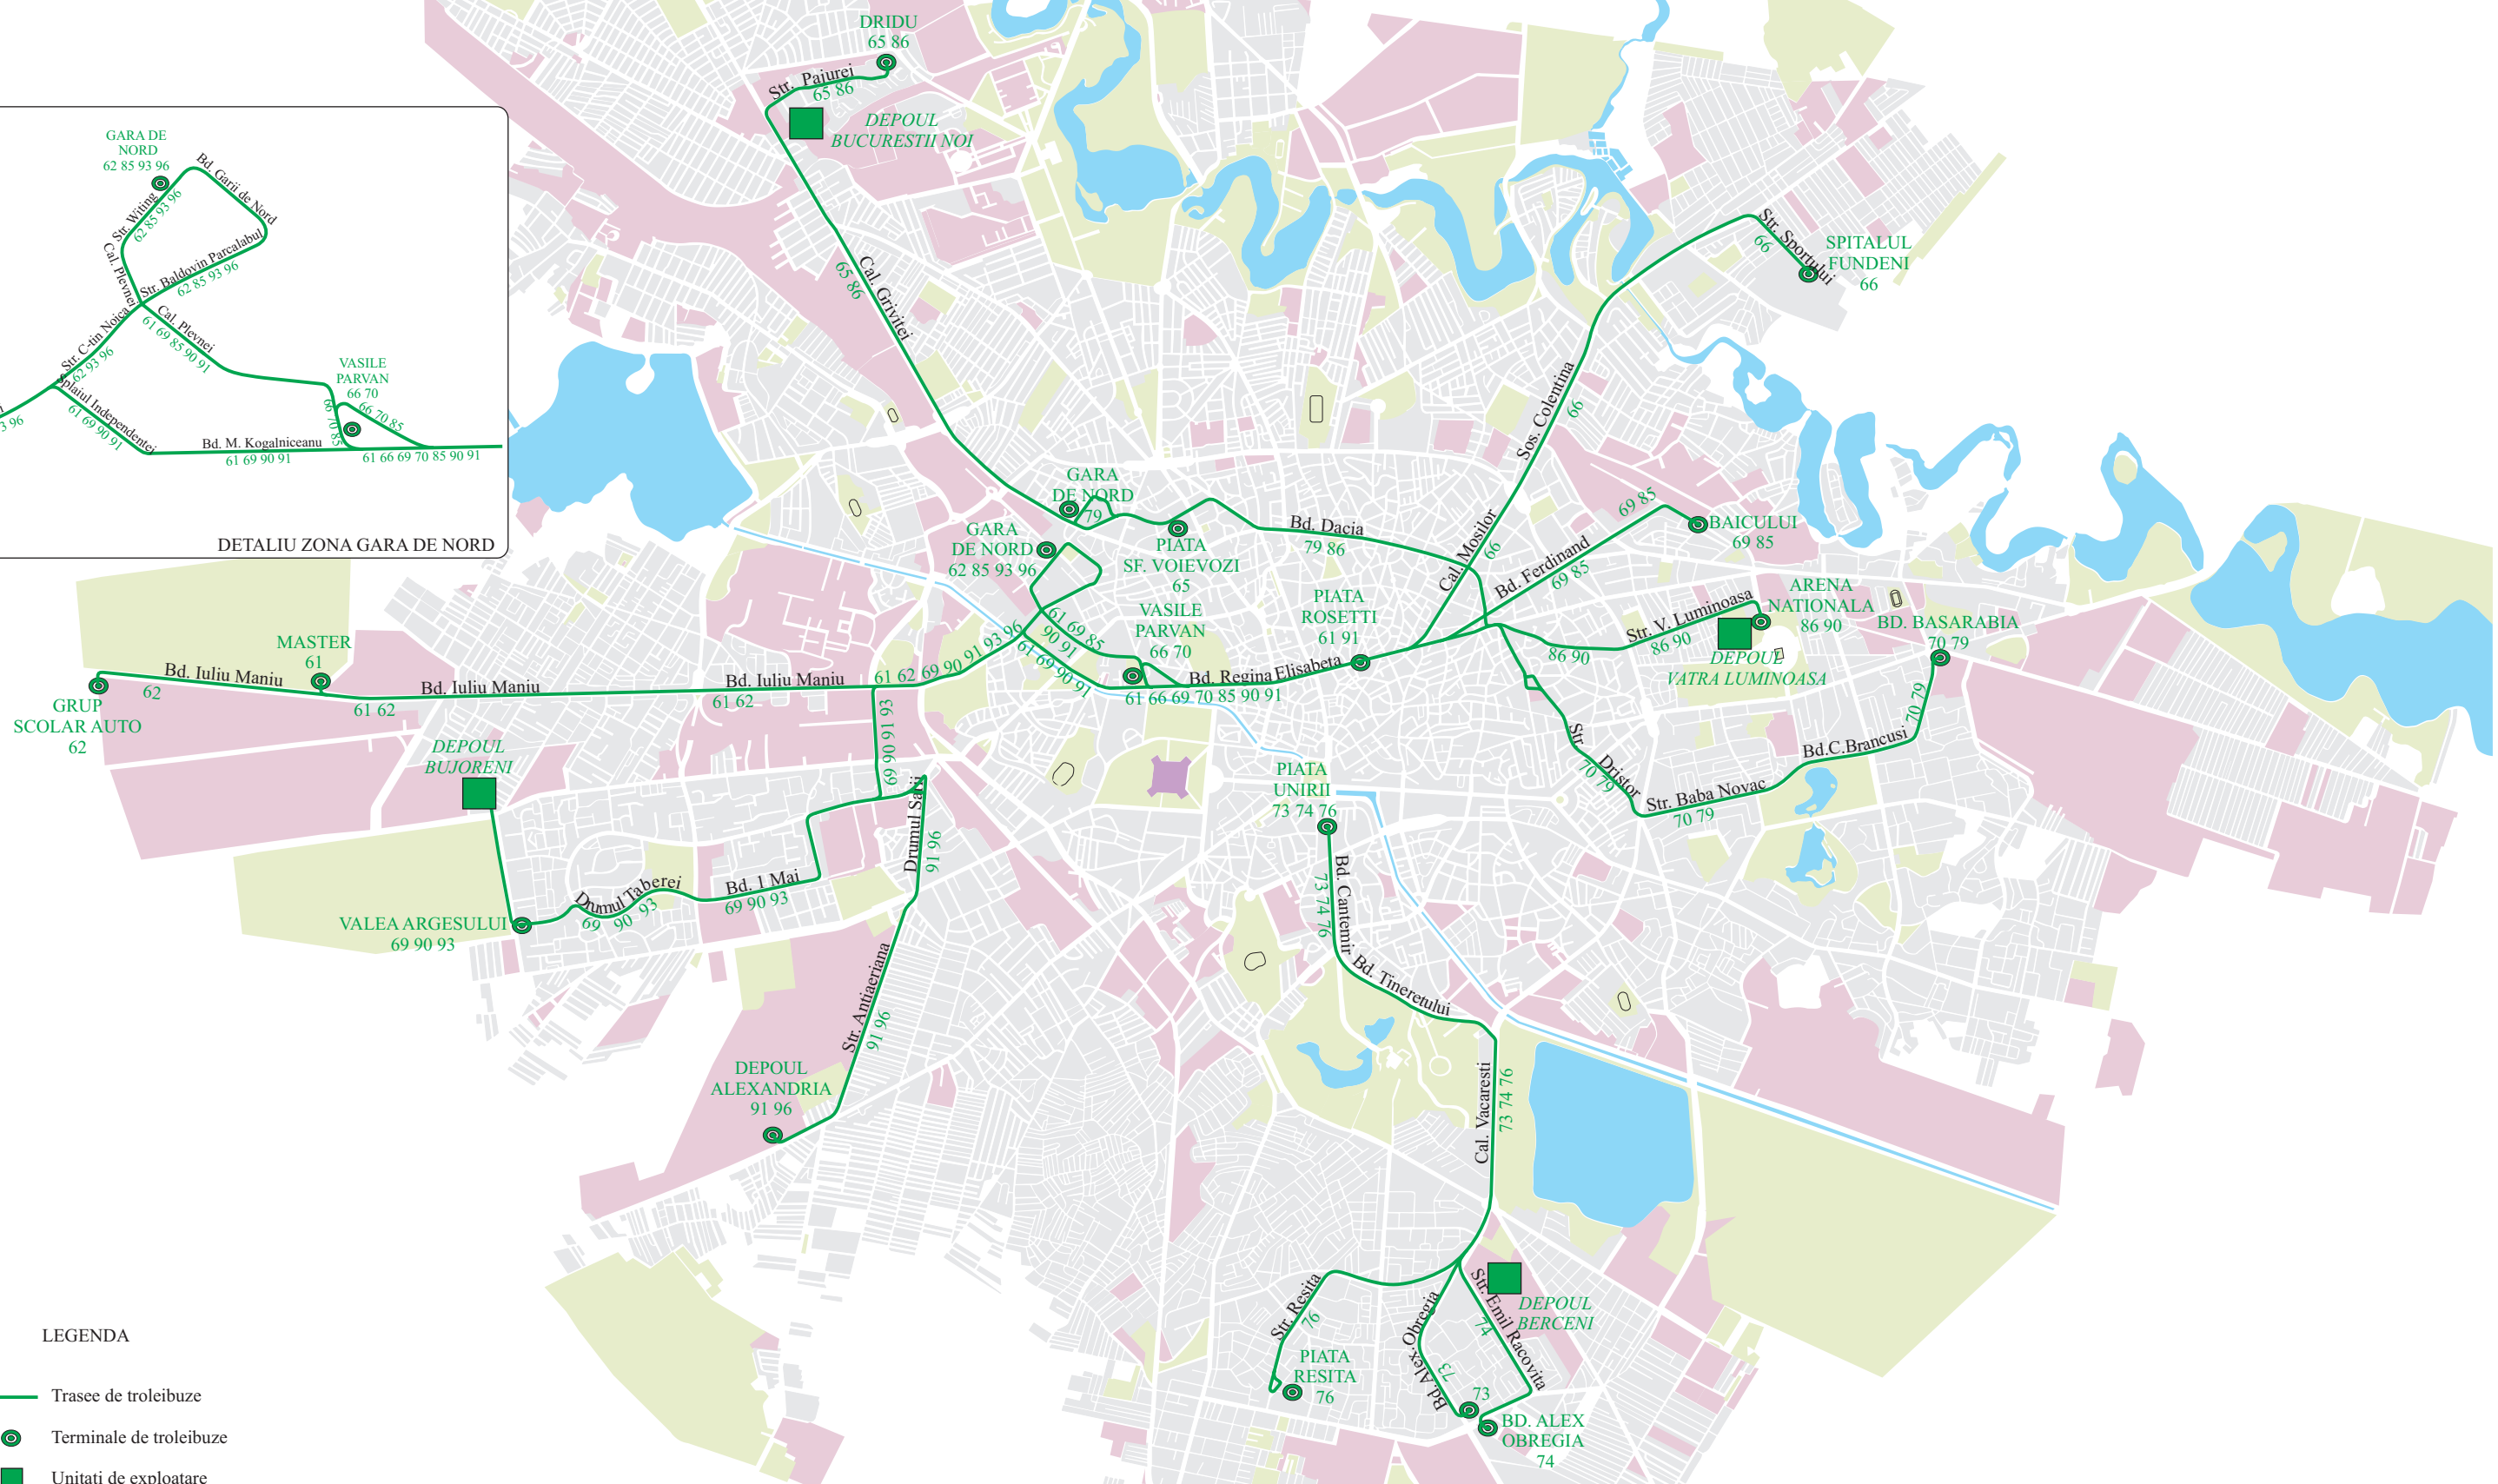 DRIDU
65 86
Str. Pajurei
65 86
DEPOUL
BUCURESTII NOI
GARA DE
NORD
62 85 93 96
Bd. Garii de Nord
Str. Witing
62 85 93 96
Cal. Plevnei
Str. Baldovin Parcalabul
62 85 93 96
Str. C-tin Noica
62 93 96
Cal. Plevnei
61 69 85 90 91
VASILE
PARVAN
66 70
66 70 85
66 70 85
Splaiul Independentei
61 69 90 91
3 96
Bd. M. Kogalniceanu
61 69 90 91
61 66 69 70 85 90 91
DETALIU ZONA GARA DE NORD
Cal. Grivitei
65 86
Str. Sportului
66
SPITALUL
FUNDENI
66
Sos. Colentina
66
GARA
DE NORD
79
GARA
DE NORD
62 85 93 96
PIATA
SF. VOIEVOZI
65
Bd. Dacia
79 86
Cal. Mosilor
66
Bd. Ferdinand
69 85
69 85
BAICULUI
69 85
PIATA
ROSETTI
61 91
VASILE
PARVAN
66 70
61 69 85
90 91
61 69 90 91
Bd. Regina Elisabeta
61 66 69 70 85 90 91
Str. V. Luminoasa
86 90
86 90
ARENA
NATIONALA
86 90
DEPOUL
VATRA LUMINOASA
BD. BASARABIA
70 79
70 79
Bd.C.Brancusi
Str. Baba Novac
70 79
Str. Dristor
70 79
MASTER
61
Bd. Iuliu Maniu
62
GRUP
SCOLAR AUTO
62
Bd. Iuliu Maniu
61 62
Bd. Iuliu Maniu
61 62
61 62 69 90 91 93 96
69 90 91 93
DEPOUL
BUJORENI
Drumul Sarii
91 96
Drumul Taberei
69 90 93
Bd. 1 Mai
69 90 93
VALEA ARGESULUI
69 90 93
Str. Antiaeriana
91 96
DEPOUL
ALEXANDRIA
91 96
PIATA
UNIRII
73 74 76
Bd. Cantemir
73 74 76
Bd. Tineretului
Cal. Vacaresti
73 74 76
Str. Resita
76
PIATA
RESITA
76
Bd.Alex.Obregia
73
Str. Emil Racovita
74
DEPOUL
BERCENI
73
BD. ALEX
OBREGIA
74
LEGENDA
Trasee de troleibuze
Terminale de troleibuze
Unitati de exploatare